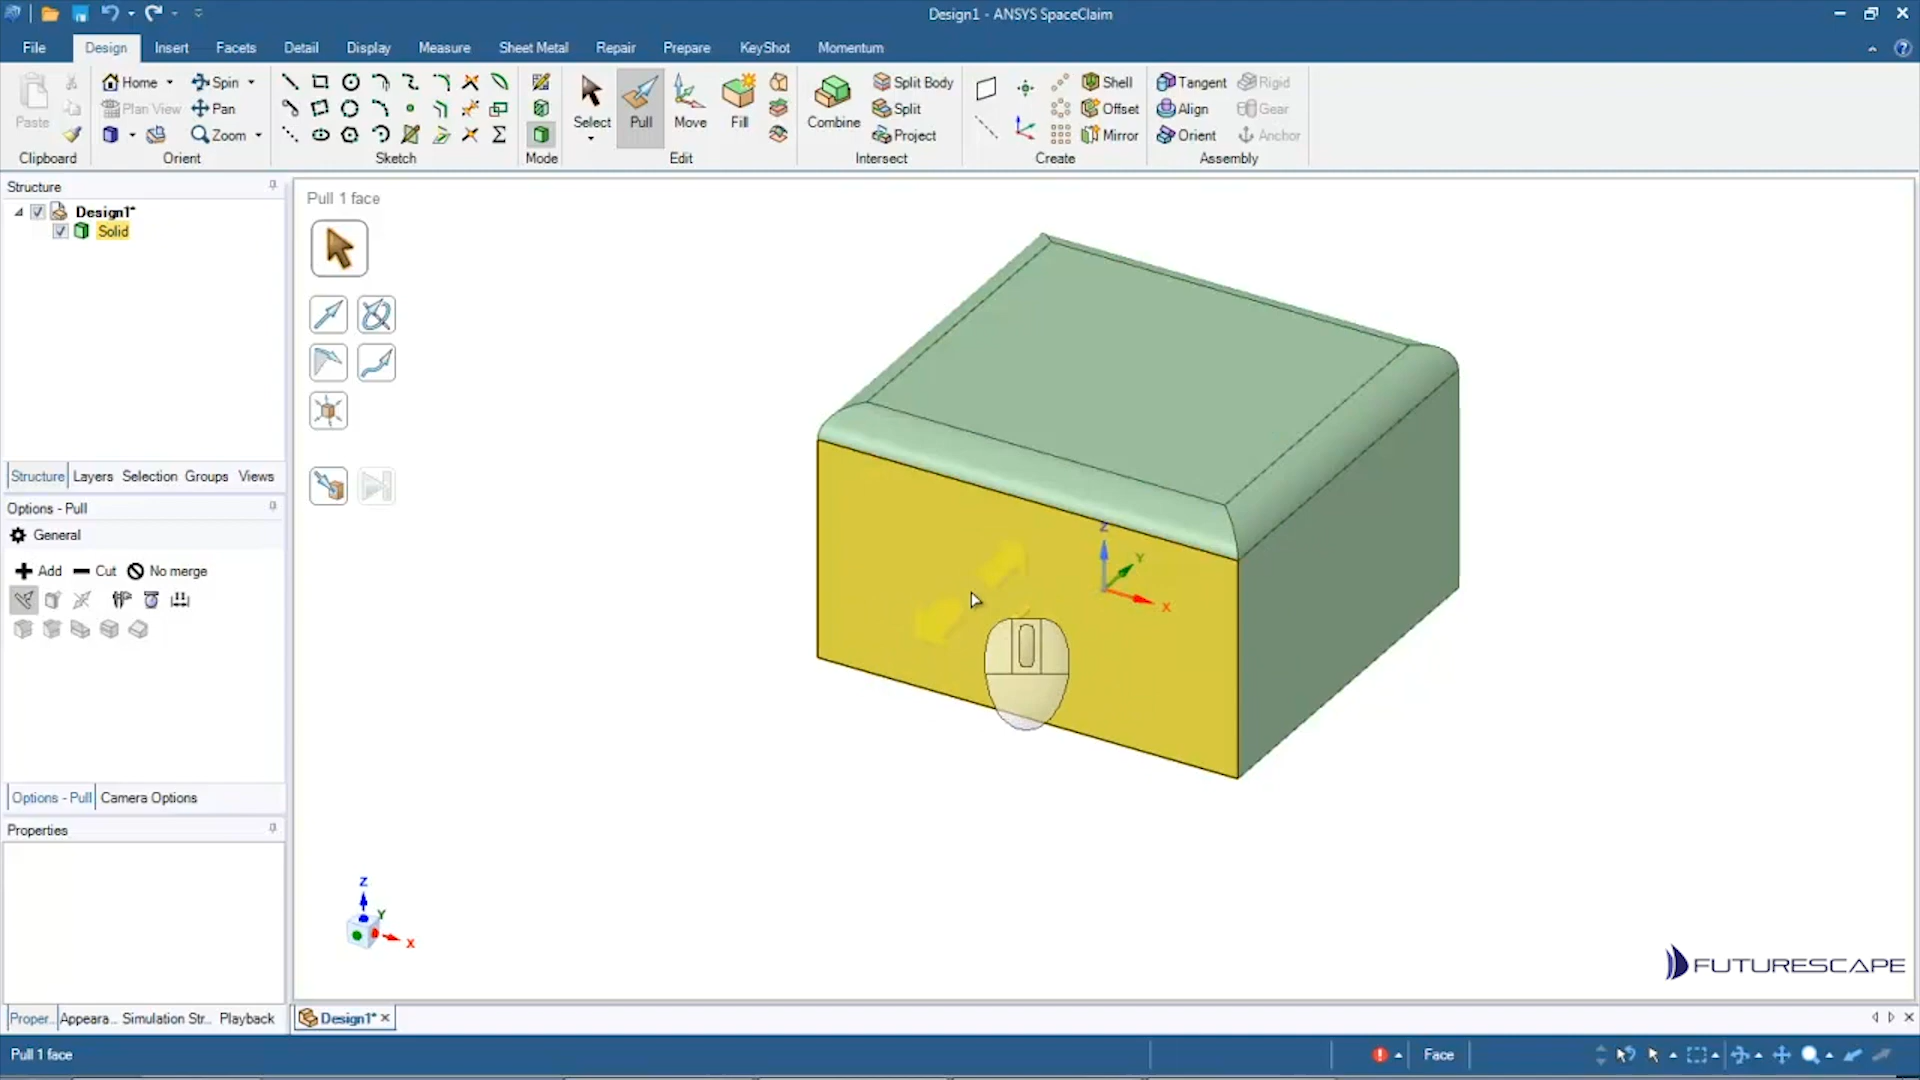 Design1 - ANSYS SpaceClaim
File Design Insert Facets Detail Display Measure Sheet Metal Repair Prepare KeyShot Momentum
Home Spin Split Body Shell Tangent Rigid
Plan View Pan Split Offset Align Gear
Paste Select Pull Move Fill Combine
Zoom Project Mirror Orient Anchor
Clipboard Orient Sketch Mode Edit Intersect Create Assembly
Structure
Design1*
Solid
Structure Layers Selection Groups Views
Options - Pull
General
Add Cut No merge
Options - Pull Camera Options
Properties
Proper... Appeara... Simulation Str... Playback
Pull 1 face
Z
Y
X
Z
Y
X
FUTURESCAPE
Design1*
Pull 1 face
Face